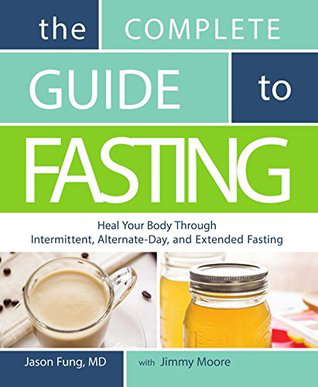 the COMPLETE
GUIDE to
FASTING
Heal Your Body Through
Intermittent, Alternate-Day, and Extended Fasting
Jason Fung, MD with Jimmy Moore